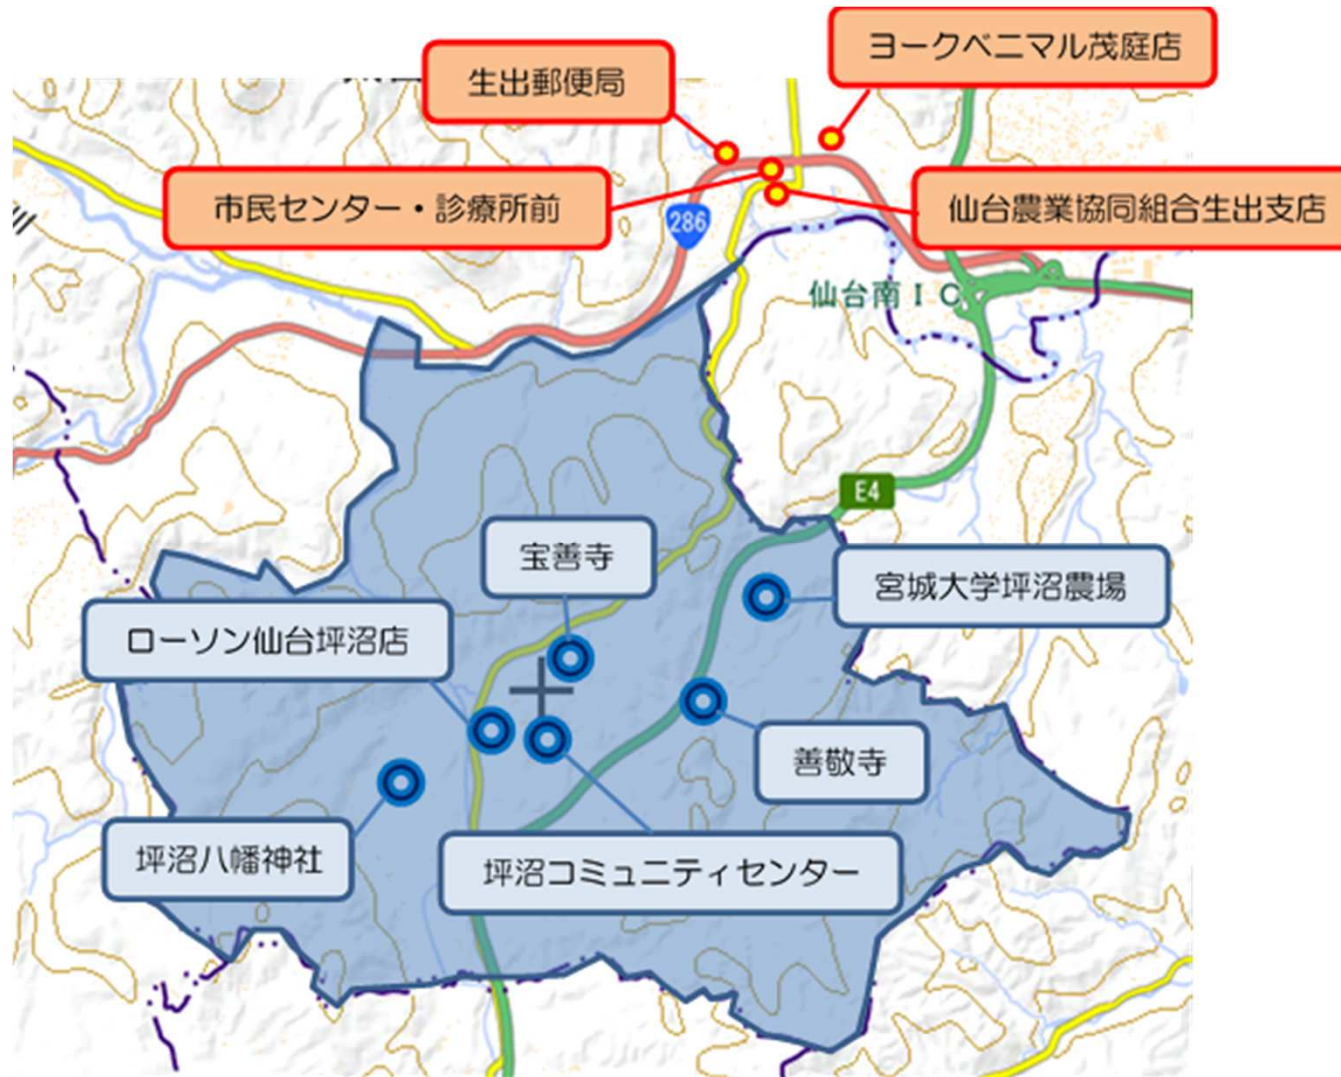 ヨークベニマル茂庭店
生出郵便局
市民センター・診療所前
仙台農業協同組合生出支店
286
仙台南IC
E4
宝善寺
宮城大学坪沼農場
ローソン仙台坪沼店
善敬寺
坪沼八幡神社
坪沼コミュニティセンター